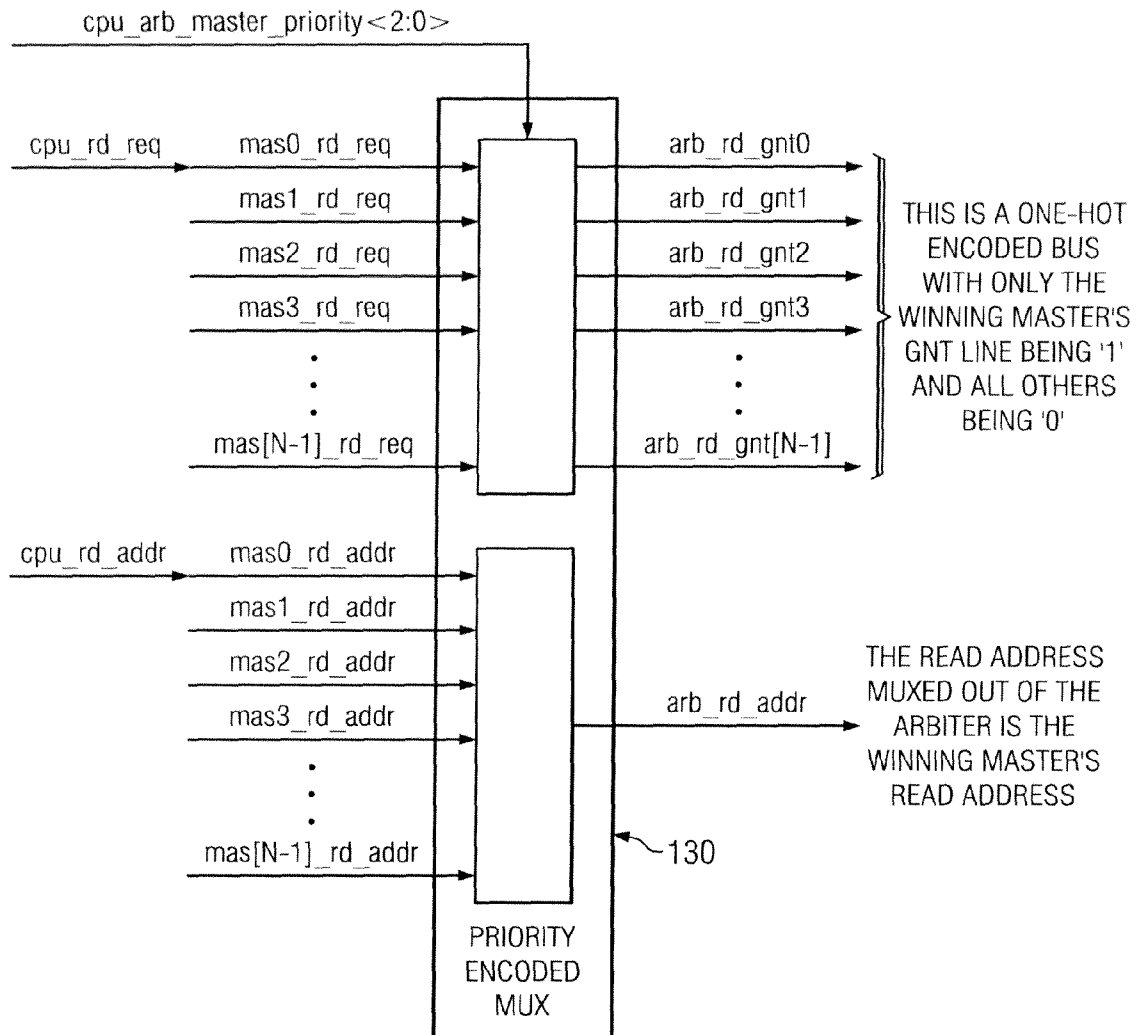 cpu_arb_master_priority<2:0>
cpu_rd_req
mas0_rd_req
arb_rd_gnt0
mas1_rd_req
arb_rd_gnt1
mas2_rd_req
arb_rd_gnt2
mas3_rd_req
arb_rd_gnt3
mas[N-1]_rd_req
arb_rd_gnt[N-1]
THIS IS A ONE-HOT
ENCODED BUS
WITH ONLY THE
WINNING MASTER'S
GNT LINE BEING '1'
AND ALL OTHERS
BEING '0'
cpu_rd_addr
mas0_rd_addr
mas1_rd_addr
mas2_rd_addr
mas3_rd_addr
mas[N-1]_rd_addr
arb_rd_addr
THE READ ADDRESS
MUXED OUT OF THE
ARBITER IS THE
WINNING MASTER'S
READ ADDRESS
130
PRIORITY
ENCODED
MUX